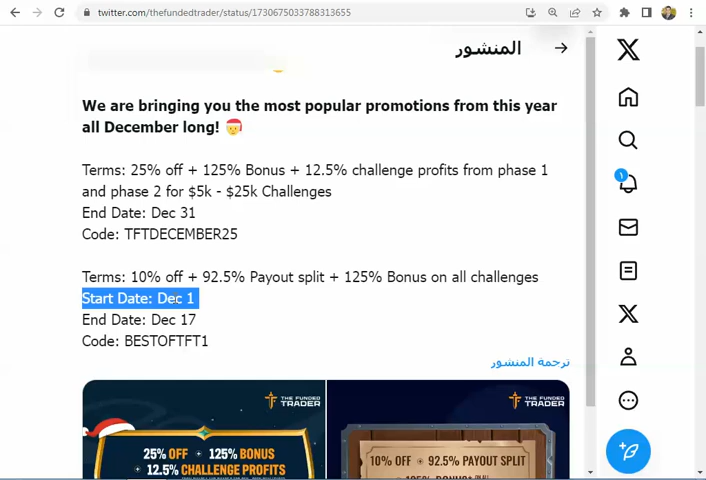 twitter.com/thefundedtrader/status/1730675033788313655
المنشور
We are bringing you the most popular promotions from this year
all December long! 🎅
Terms: 25% off + 125% Bonus + 12.5% challenge profits from phase 1
and phase 2 for $5k - $25k Challenges
End Date: Dec 31
Code: TFTDECEMBER25
Terms: 10% off + 92.5% Payout split + 125% Bonus on all challenges
Start Date: Dec 1
End Date: Dec 17
Code: BESTOFTFT1
ترجمة المنشور
١
THE FUNDED
TRADER
25% OFF + 125% BONUS
+ 12.5% CHALLENGE PROFITS
THE FUNDED
TRADER
10% OFF + 92.5% PAYOUT SPLIT